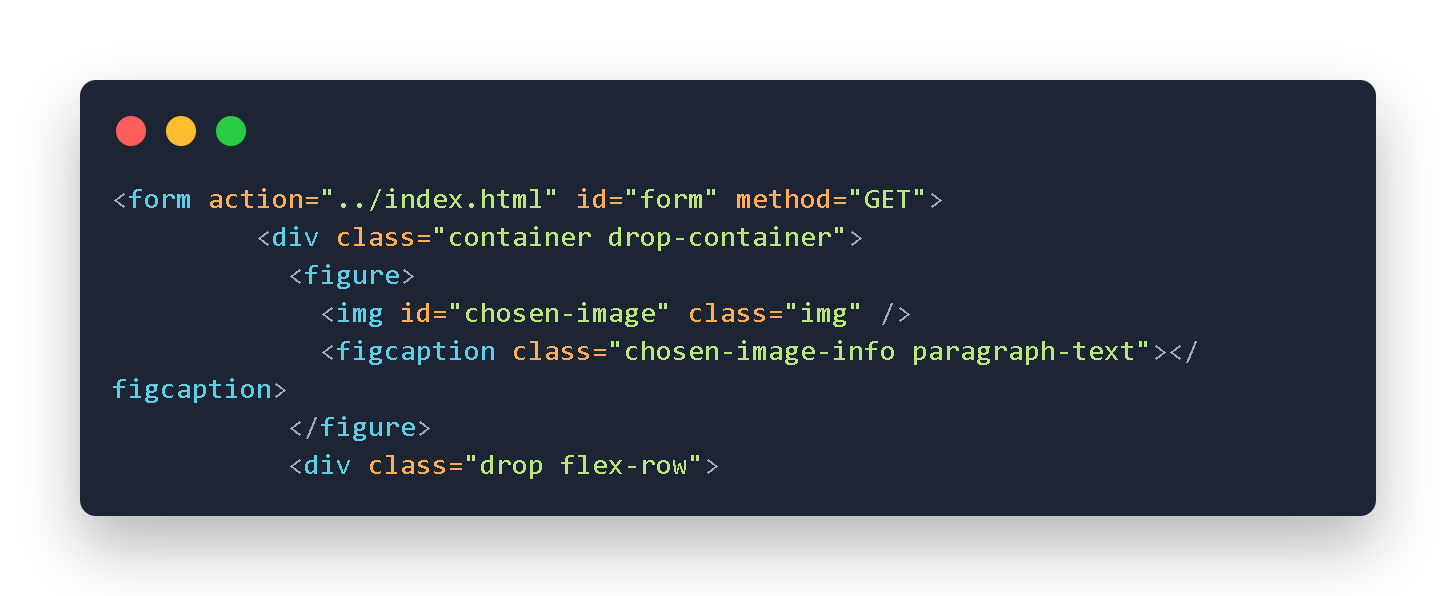 <form action="../index.html" id="form" method="GET">
         <div class="container drop-container">
           <figure>
             <img id="chosen-image" class="img" />
             <figcaption class="chosen-image-info paragraph-text"></
figcaption>
           </figure>
           <div class="drop flex-row">